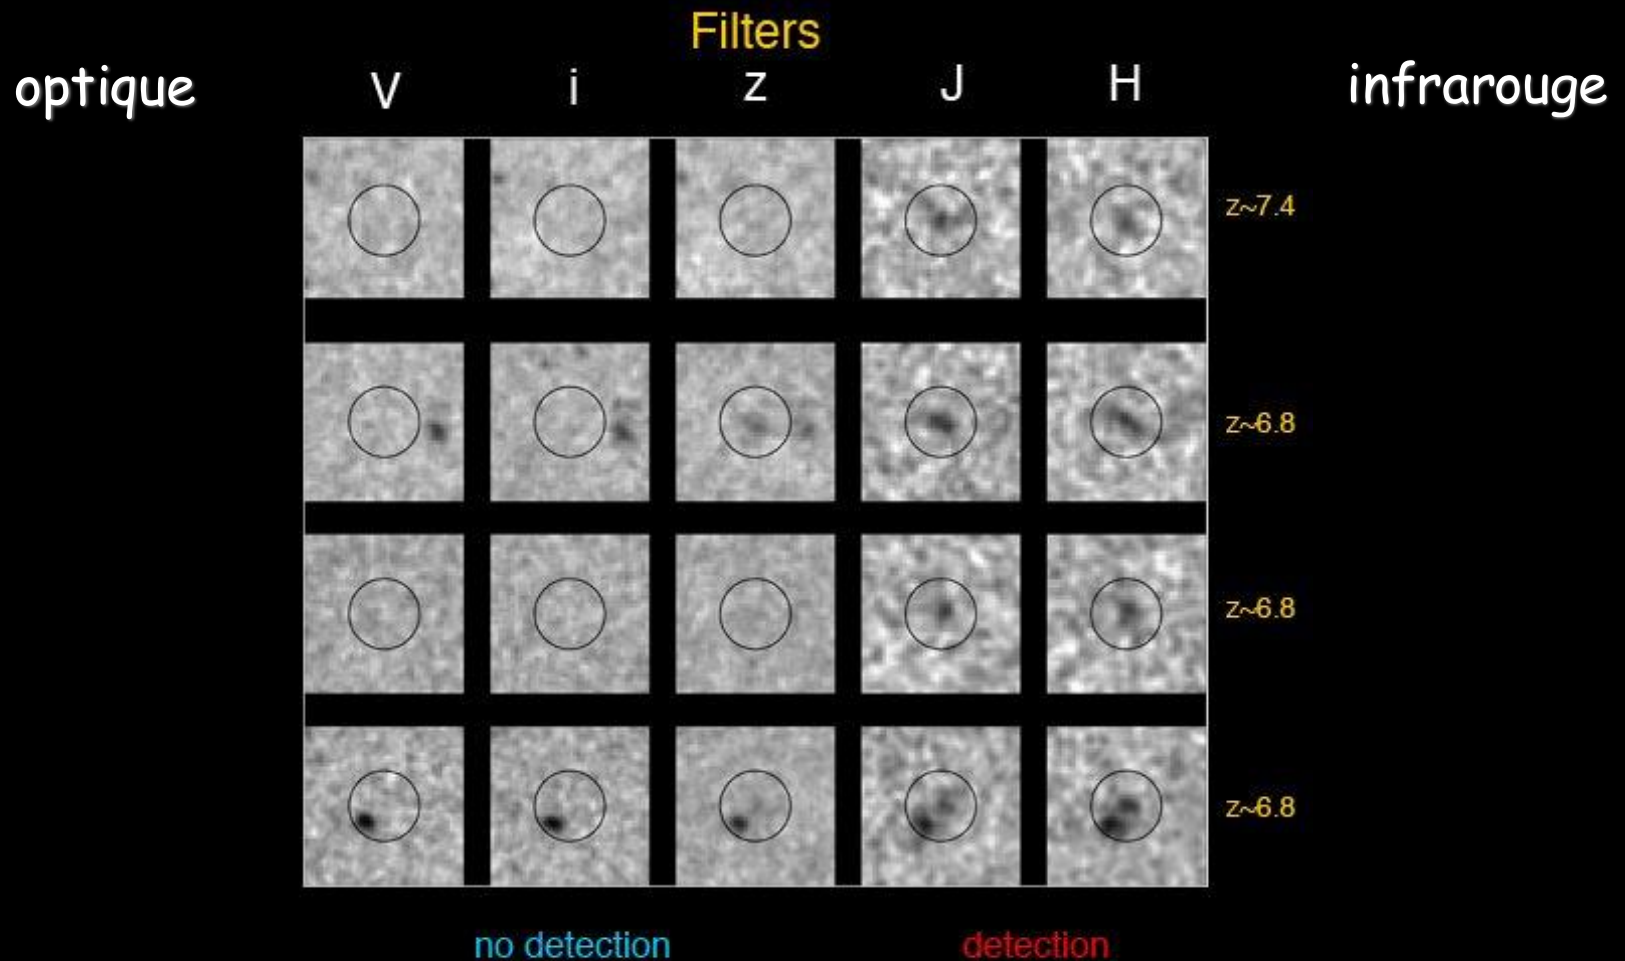 Filters
optique V i z J H infrarouge
z~7.4
z~6.8
z~6.8
z~6.8
no detection detection